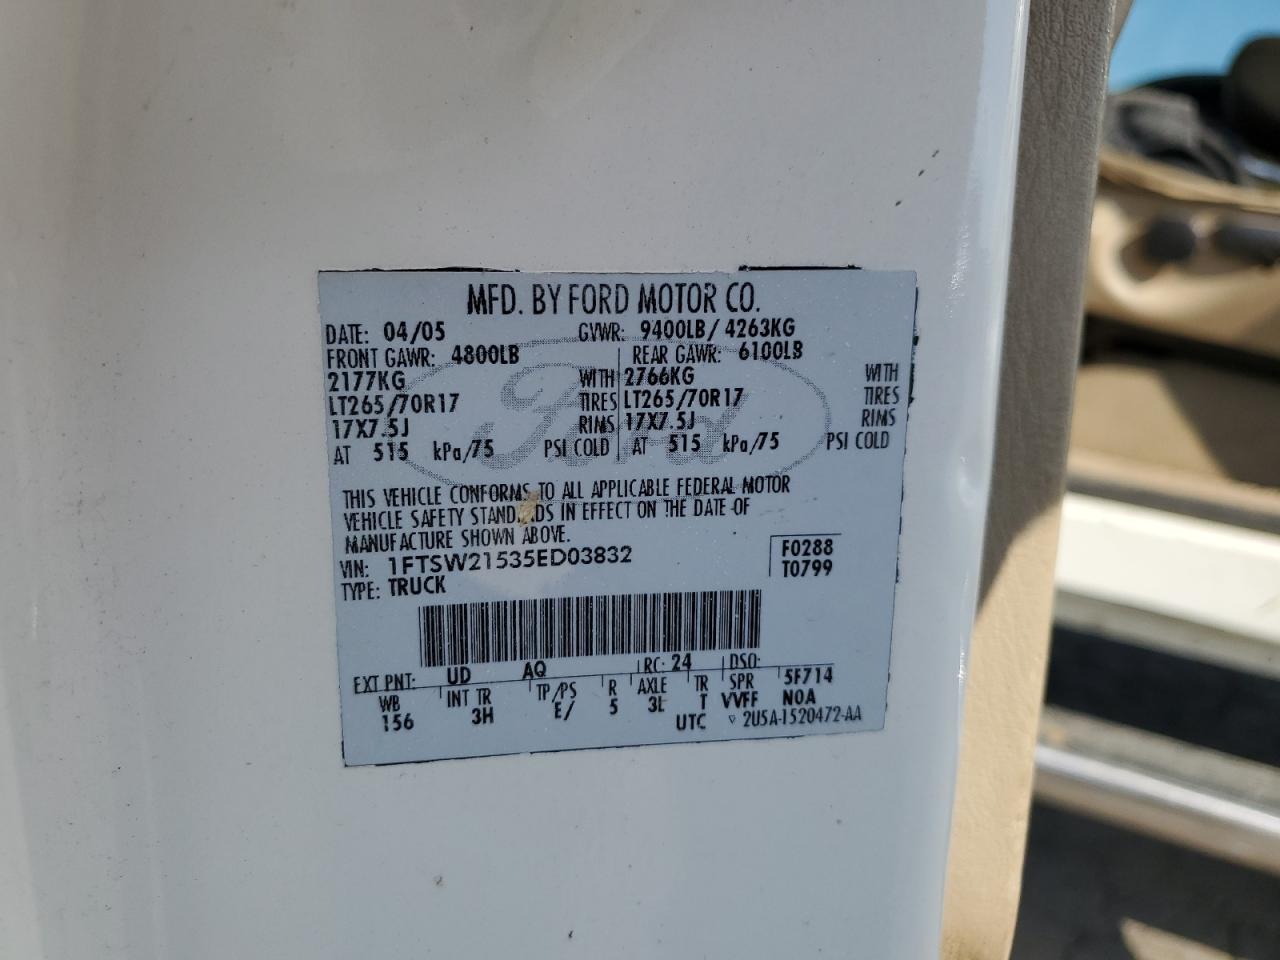 MFD. BY FORD MOTOR CO.
DATE: 04/05 GVWR: 9400LB/ 4263KG
FRONT GAWR: 4800LB REAR GAWR: 6100LB
2177KG WITH 2766KG WITH
LT265/70R17 TIRES LT265/70R17 TIRES
17X7.5J RIMS 17X7.5J RIMS
AT 515 kPa/75 PSI COLD AT 515 kPa/75 PSI COLD
Ford
THIS VEHICLE CONFORMS TO ALL APPLICABLE FEDERAL MOTOR
VEHICLE SAFETY STANDARDS IN EFFECT ON THE DATE OF
MANUFACTURE SHOWN ABOVE.
VIN: 1FTSW21535ED03832 F0288
TYPE: TRUCK T0799
EXT PNT: UD AQ RC: 24 DSO:
WB INT TR TP/PS R AXLE TR SPR 5F714
156 3H E/ 5 3L T VVFF N0A
UTC ▽ 2U5A-1520472-AA